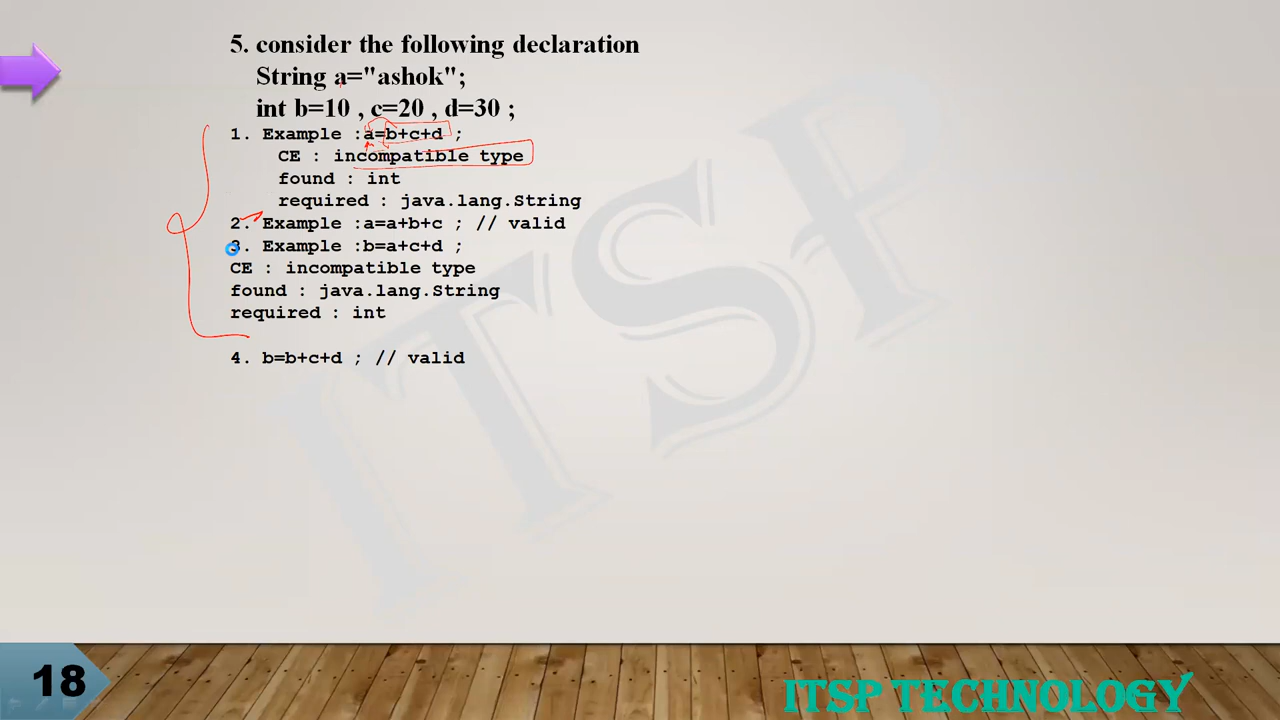 5. consider the following declaration
String a="ashok";
int b=10 , c=20 , d=30 ;
1. Example :a=b+c+d ;
CE : incompatible type
found : int
required : java.lang.String
2. Example :a=a+b+c ; // valid
3. Example :b=a+c+d ;
CE : incompatible type
found : java.lang.String
required : int
4. b=b+c+d ; // valid
ITSP
18
ITSP TECHNOLOGY